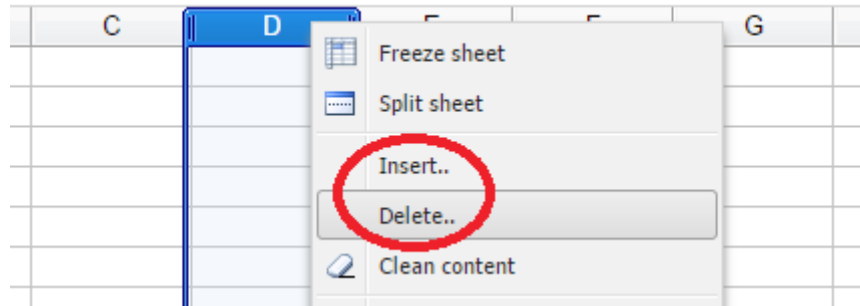 C D E F G
Freeze sheet
Split sheet
Insert..
Delete..
Clean content